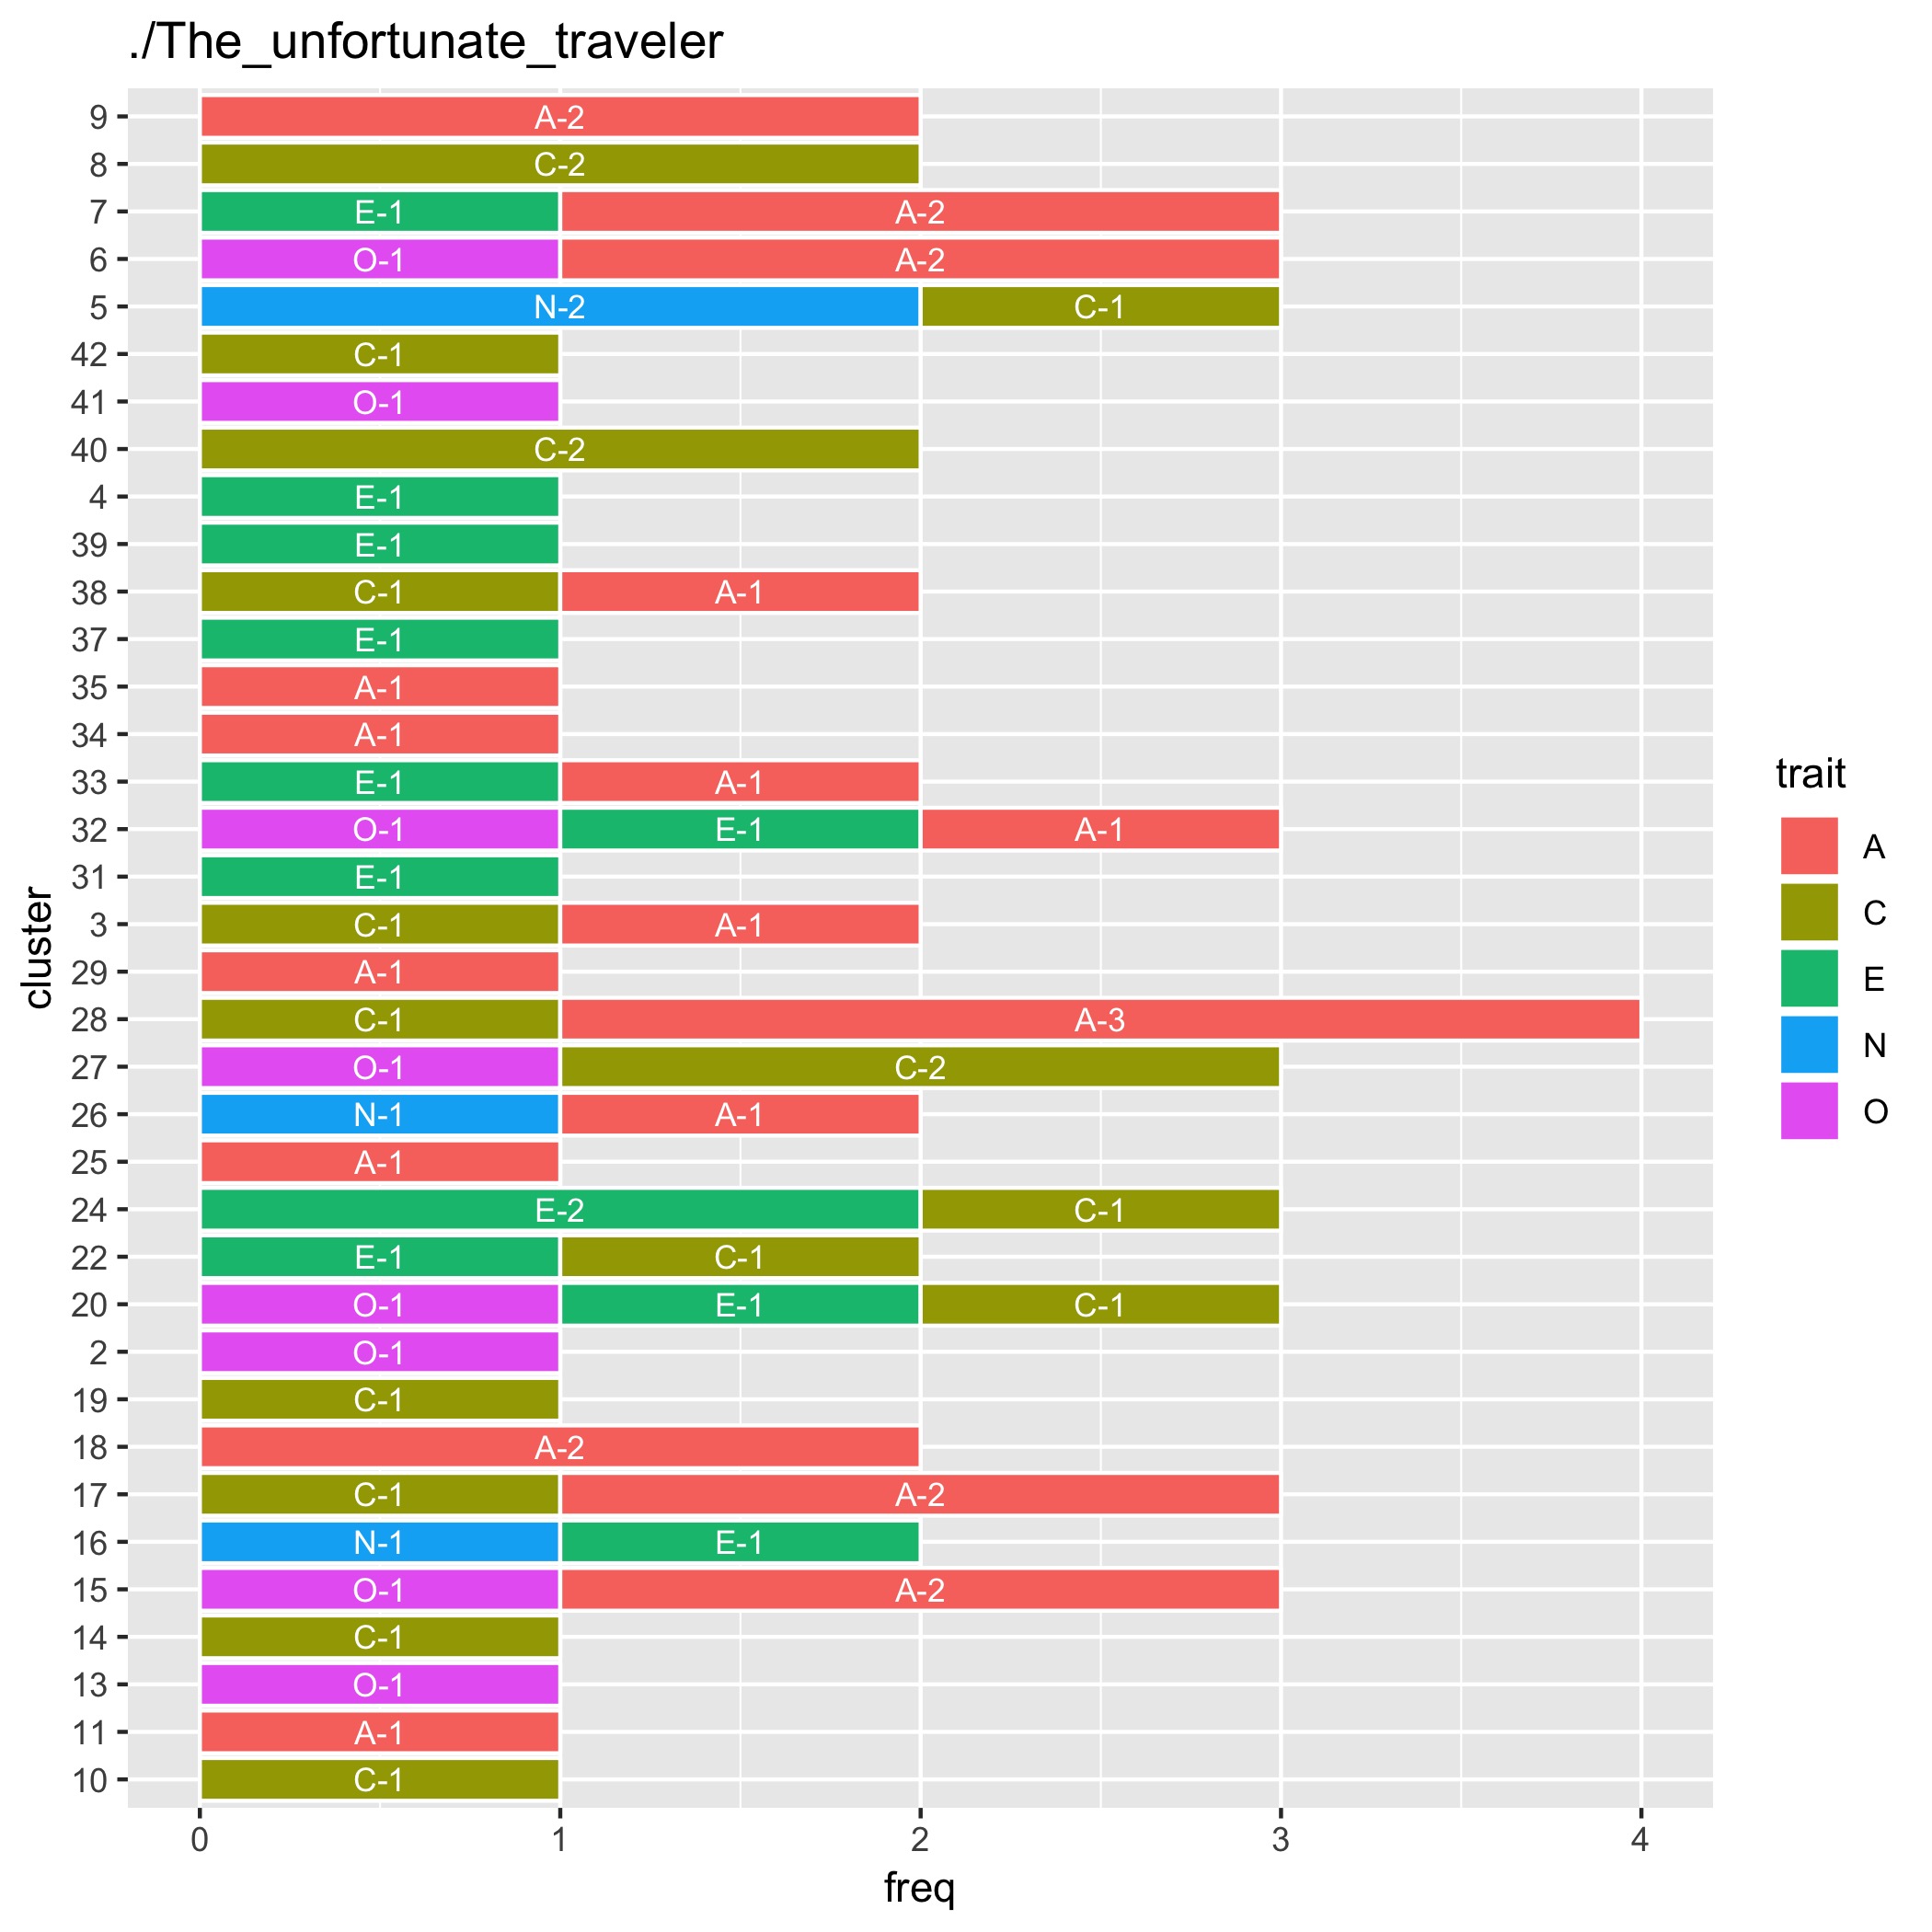 ./The_unfortunate_traveler
9 A-2
8 C-2
7 E-1 A-2
6 O-1 A-2
5 N-2 C-1
42 C-1
41 O-1
40 C-2
4 E-1
39 E-1
38 C-1 A-1
37 E-1
35 A-1
34 A-1
33 E-1 A-1
32 O-1 E-1 A-1
31 E-1
3 C-1 A-1
29 A-1
28 C-1 A-3
27 O-1 C-2
26 N-1 A-1
25 A-1
24 E-2 C-1
22 E-1 C-1
20 O-1 E-1 C-1
2 O-1
19 C-1
18 A-2
17 C-1 A-2
16 N-1 E-1
15 O-1 A-2
14 C-1
13 O-1
11 A-1
10 C-1
0 1 2 3 4
freq
cluster
trait
A
C
E
N
O